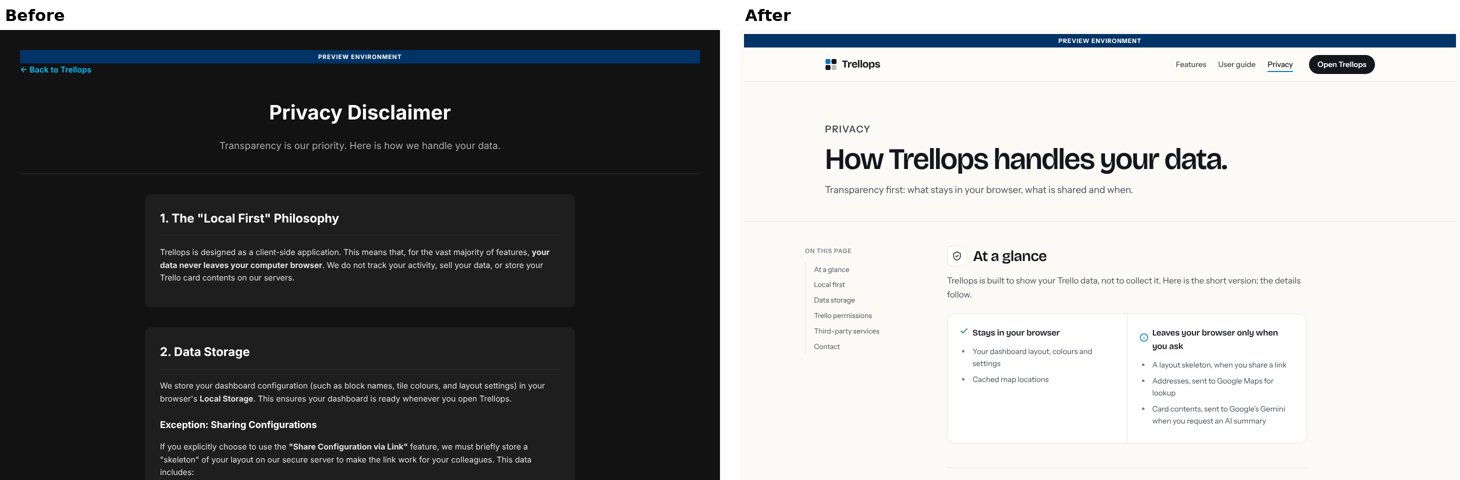 Before
PREVIEW ENVIRONMENT
← Back to Trellops
Privacy Disclaimer
Transparency is our priority. Here is how we handle your data.
1. The "Local First" Philosophy
Trellops is designed as a client-side application. This means that, for the vast majority of features, your
data never leaves your computer browser. We do not track your activity, sell your data, or store your
Trello card contents on our servers.
2. Data Storage
We store your dashboard configuration (such as block names, tile colours, and layout settings) in your
browser's Local Storage. This ensures your dashboard is ready whenever you open Trellops.
Exception: Sharing Configurations
If you explicitly choose to use the "Share Configuration via Link" feature, we must briefly store a
"skeleton" of your layout on our secure server to make the link work for your colleagues. This data
includes:
After
PREVIEW ENVIRONMENT
Trellops
Features
User guide
Privacy
Open Trellops
PRIVACY
How Trellops handles your data.
Transparency first: what stays in your browser, what is shared and when.
ON THIS PAGE
At a glance
Local first
Data storage
Trello permissions
Third-party services
Contact
At a glance
Trellops is built to show your Trello data, not to collect it. Here is the short version; the details
follow.
Stays in your browser
• Your dashboard layout, colours and
settings
• Cached map locations
Leaves your browser only when
you ask
• A layout skeleton, when you share a link
• Addresses, sent to Google Maps for
lookup
• Card contents, sent to Google's Gemini
when you request an AI summary